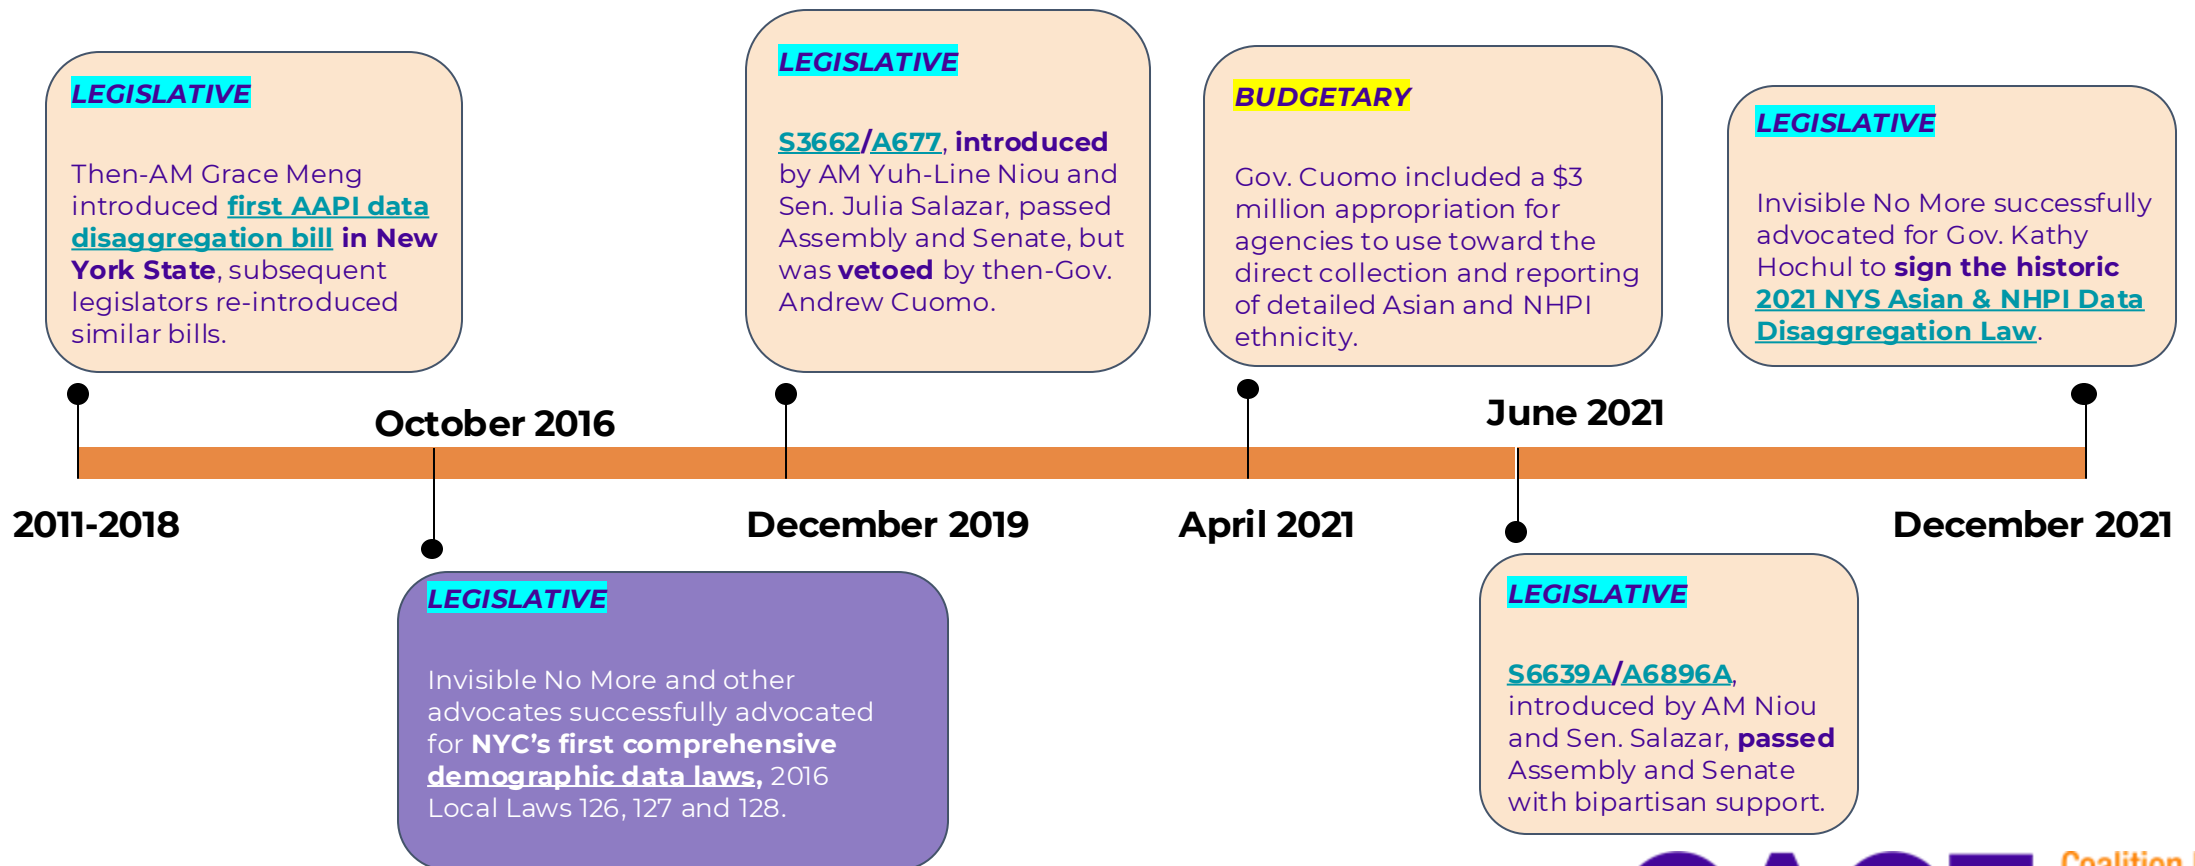 LEGISLATIVE
Then-AM Grace Meng
introduced first AAPI data
disaggregation bill in New
York State, subsequent
legislators re-introduced
similar bills.
LEGISLATIVE
S3662/A677, introduced
by AM Yuh-Line Niou and
Sen. Julia Salazar, passed
Assembly and Senate, but
was vetoed by then-Gov.
Andrew Cuomo.
BUDGETARY
Gov. Cuomo included a $3
million appropriation for
agencies to use toward the
direct collection and reporting
of detailed Asian and NHPI
ethnicity.
LEGISLATIVE
Invisible No More successfully
advocated for Gov. Kathy
Hochul to sign the historic
2021 NYS Asian & NHPI Data
Disaggregation Law.
October 2016
June 2021
2011-2018
December 2019
April 2021
December 2021
LEGISLATIVE
Invisible No More and other
advocates successfully advocated
for NYC’s first comprehensive
demographic data laws, 2016
Local Laws 126, 127 and 128.
LEGISLATIVE
S6639A/A6896A,
introduced by AM Niou
and Sen. Salazar, passed
Assembly and Senate
with bipartisan support.
Coalition